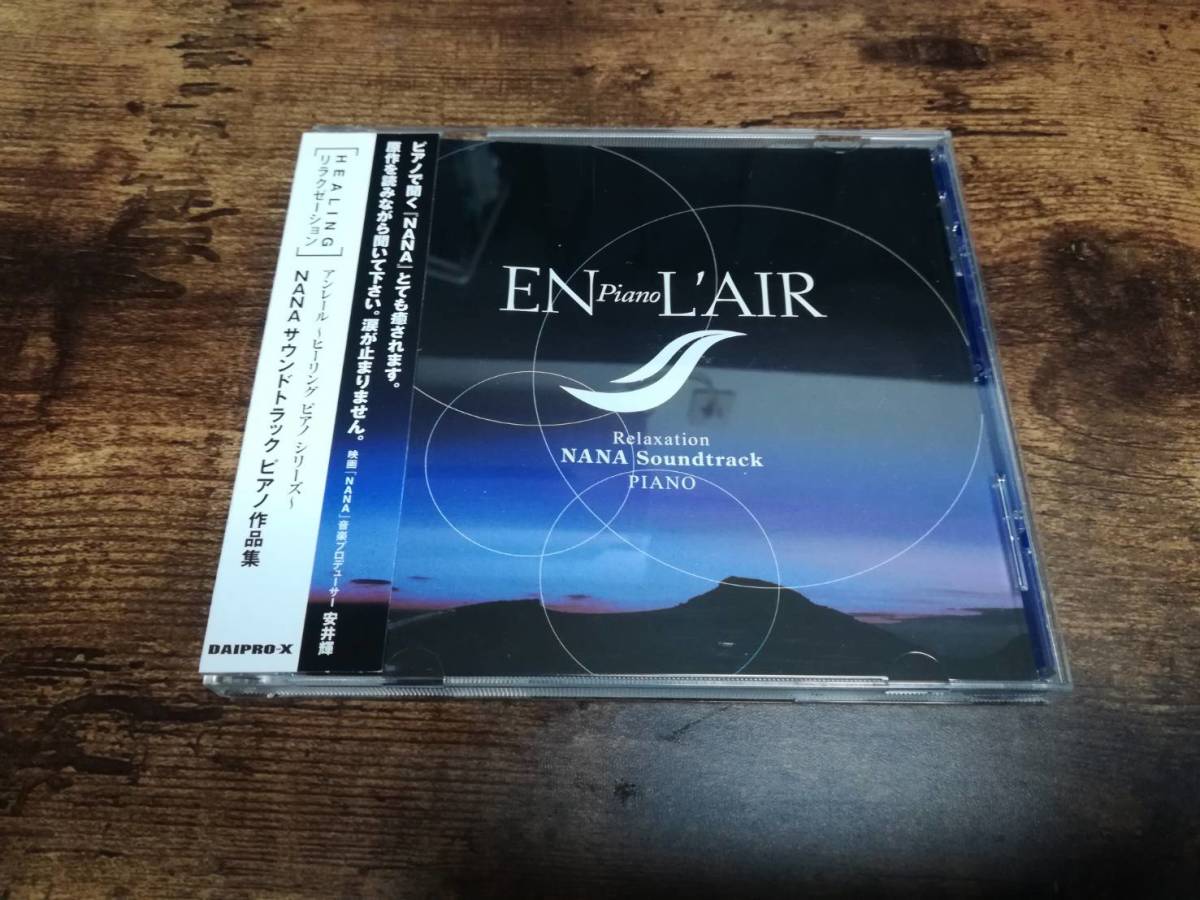 ピアノで聞く『NANA』とても癒されます。
原作を読みながら聞いて下さい。涙が止まりません。
映画「NANA」音楽プロデューサー 安井輝
[HEALING
リラクゼーション]
アンレール ～ヒーリング ピアノ シリーズ～
NANA サウンドトラック ピアノ作品集
DAIPRO-X
EN Piano L'AIR
Relaxation
NANA Soundtrack
PIANO